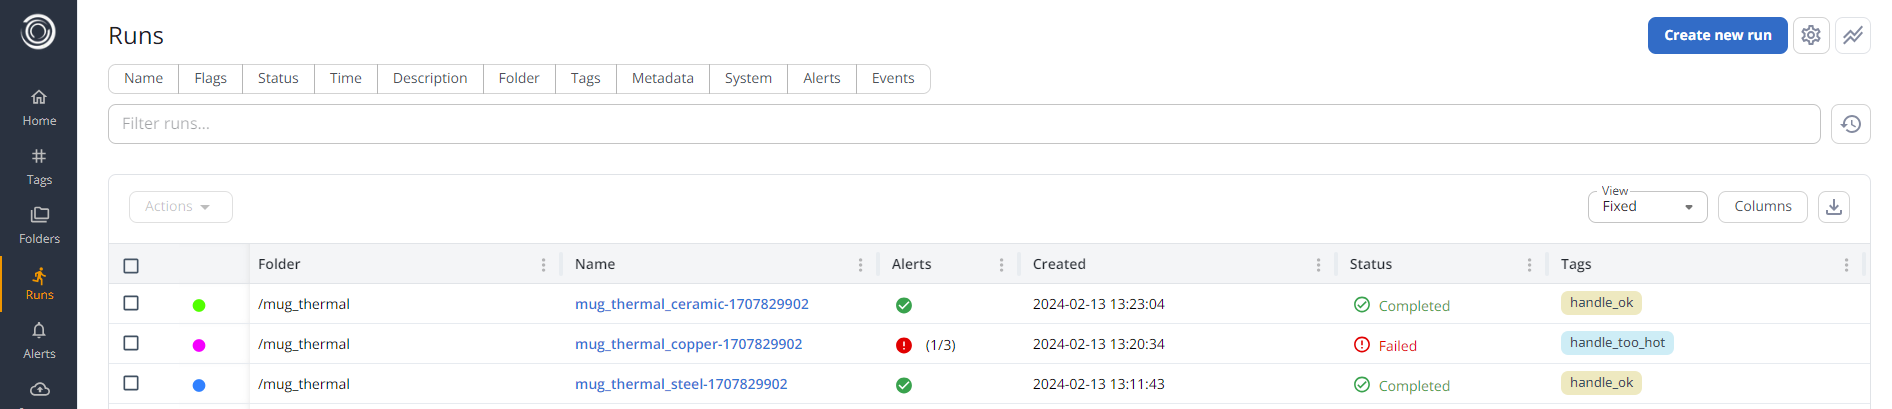 Runs
Create new run
Name Flags Status Time Description Folder Tags Metadata System Alerts Events
Filter runs...
Home
Tags
Folders
Runs
Alerts
Actions
View
Fixed
Columns
Folder Name Alerts Created Status Tags
/mug_thermal mug_thermal_ceramic-1707829902 2024-02-13 13:23:04 Completed handle_ok
/mug_thermal mug_thermal_copper-1707829902 (1/3) 2024-02-13 13:20:34 Failed handle_too_hot
/mug_thermal mug_thermal_steel-1707829902 2024-02-13 13:11:43 Completed handle_ok